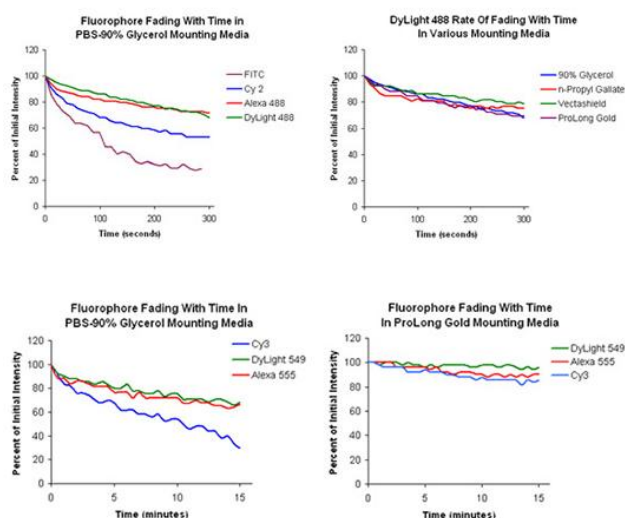 Fluorophore Fading With Time in
PBS-90% Glycerol Mounting Media
Percent of Initial Intensity
120
100
80
60
40
20
0
0
100
200
300
Time (seconds)
FITC
Cy 2
Alexa 488
DyLight 488
DyLight 488 Rate Of Fading With Time
In Various Mounting Media
Percent of Initial Intensity
120
100
80
60
40
20
0
0
100
200
300
Time (seconds)
90% Glycerol
n-Propyl Gallate
Vectashield
ProLong Gold
Fluorophore Fading With Time In
PBS-90% Glycerol Mounting Media
Percent of Initial Intensity
120
100
80
60
40
20
0
0
5
10
15
Time (minutes)
Cy3
DyLight 549
Alexa 555
Fluorophore Fading With Time
In ProLong Gold Mounting Media
Percent of Initial Intensity
120
100
80
60
40
20
0
0
5
10
15
Time (minutes)
DyLight 549
Alexa 555
Cy3